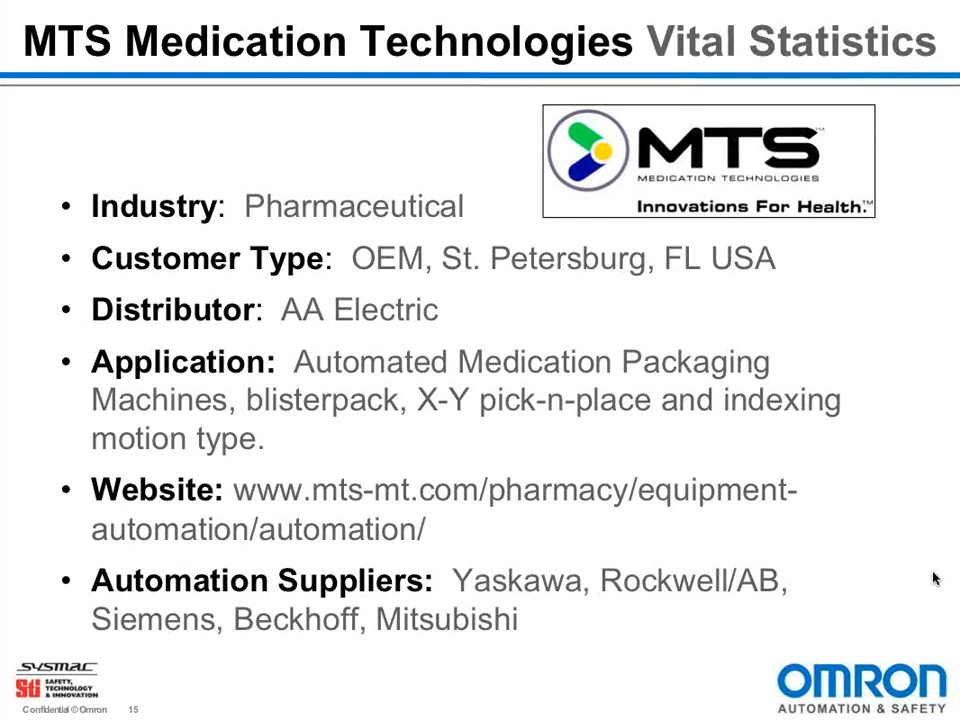 MTS Medication Technologies Vital Statistics
MTS™
MEDICATION TECHNOLOGIES
Innovations For Health.™
• Industry: Pharmaceutical
• Customer Type: OEM, St. Petersburg, FL USA
• Distributor: AA Electric
• Application: Automated Medication Packaging
Machines, blisterpack, X-Y pick-n-place and indexing
motion type.
• Website: www.mts-mt.com/pharmacy/equipment-
automation/automation/
• Automation Suppliers: Yaskawa, Rockwell/AB,
Siemens, Beckhoff, Mitsubishi
sysmac
Sti SAFETY,
TECHNOLOGY
& INNOVATION
Confidential © Omron 15
OMRON
AUTOMATION & SAFETY